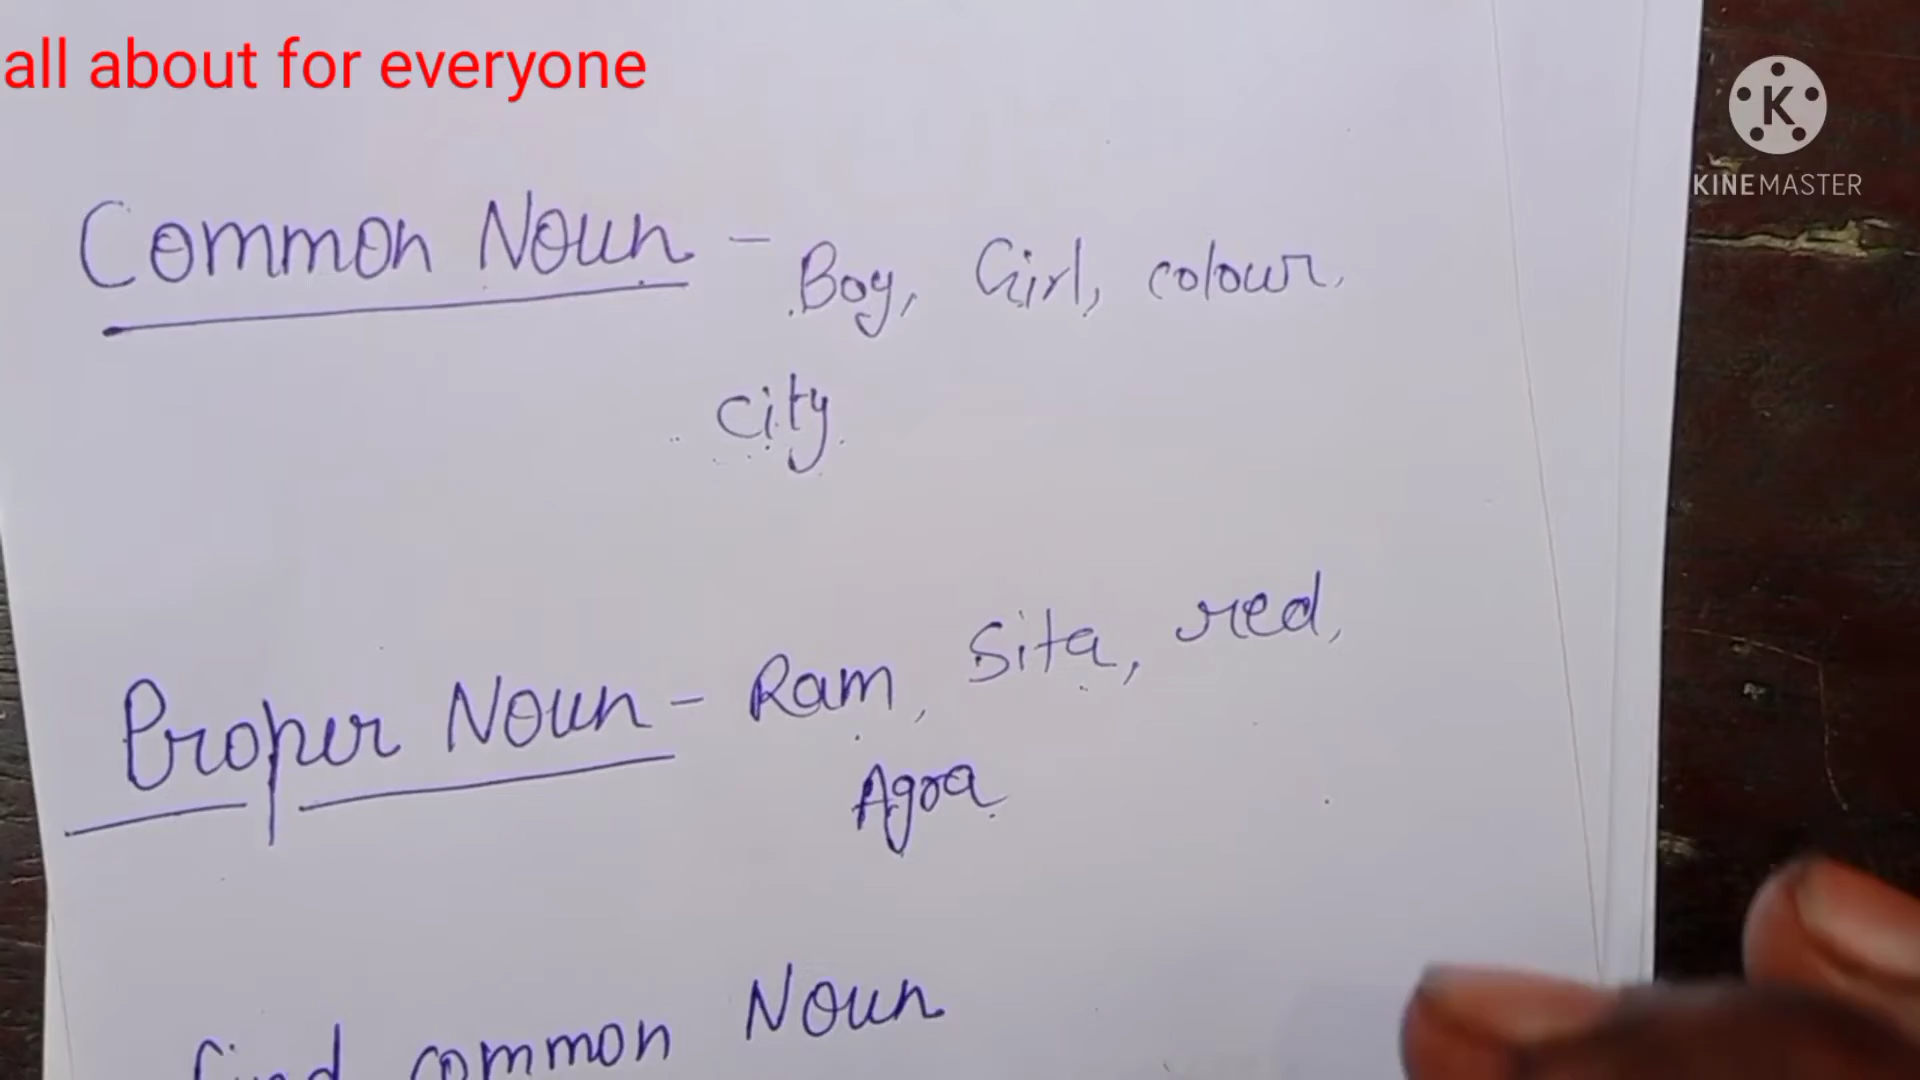 all about for everyone
K
KINEMASTER
Common Noun - Boy, Girl, colour,
City
Proper Noun - Ram, Sita, red,
Agra
find common Noun